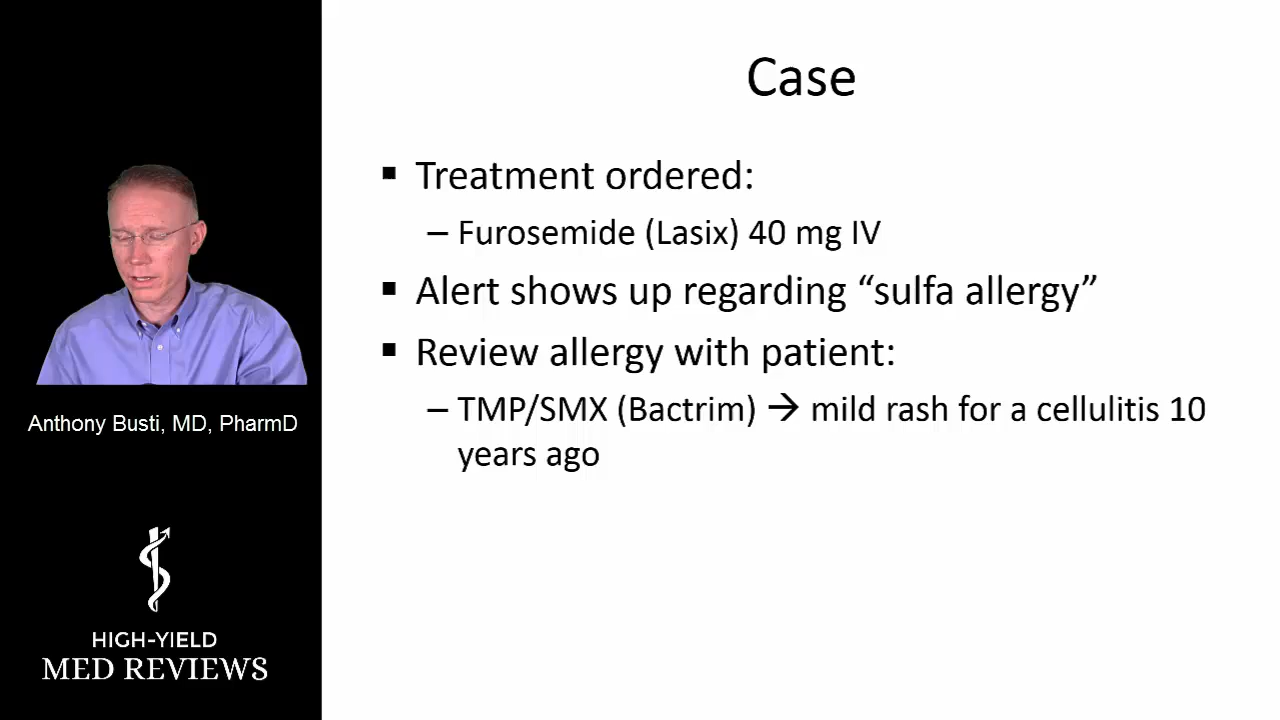 Case
▪ Treatment ordered:
– Furosemide (Lasix) 40 mg IV
▪ Alert shows up regarding “sulfa allergy”
▪ Review allergy with patient:
– TMP/SMX (Bactrim) → mild rash for a cellulitis 10
years ago
Anthony Busti, MD, PharmD
HIGH-YIELD
MED REVIEWS